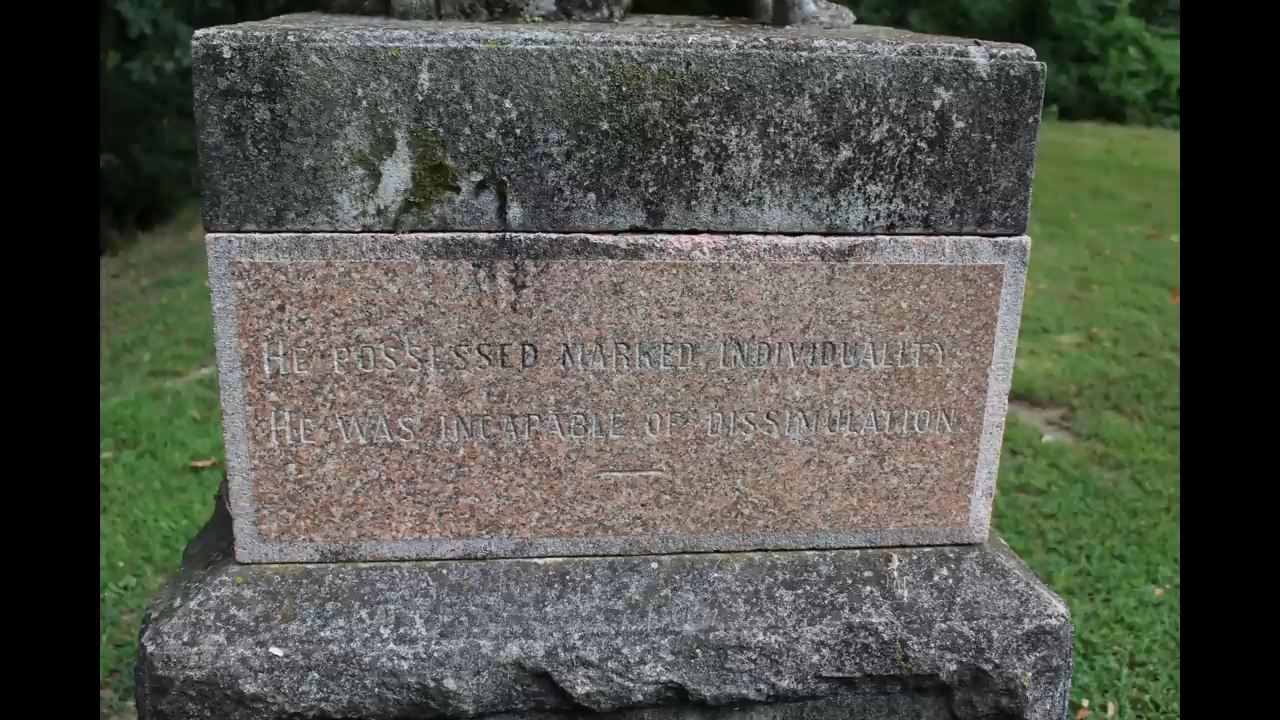 HE POSSESSED MARKED INDIVIDUALITY.
HE WAS INCAPABLE OF DISSIMULATION.